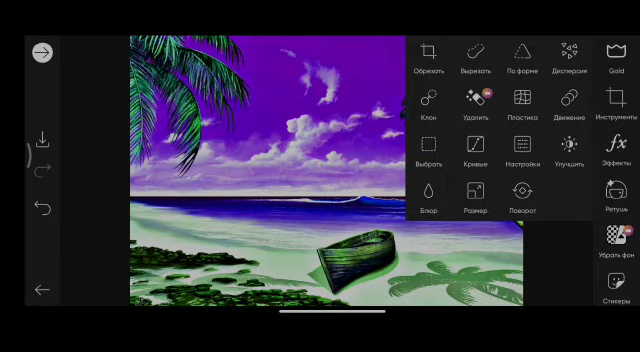 Обрезать Вырезать По форме Дисперсия Gold
Клон Удалить Пластика Движение Инструменты
Выбрать Кривые Настройки Улучшить Эффекты
Блюр Размер Поворот Ретушь
Убрать фон
Стикеры